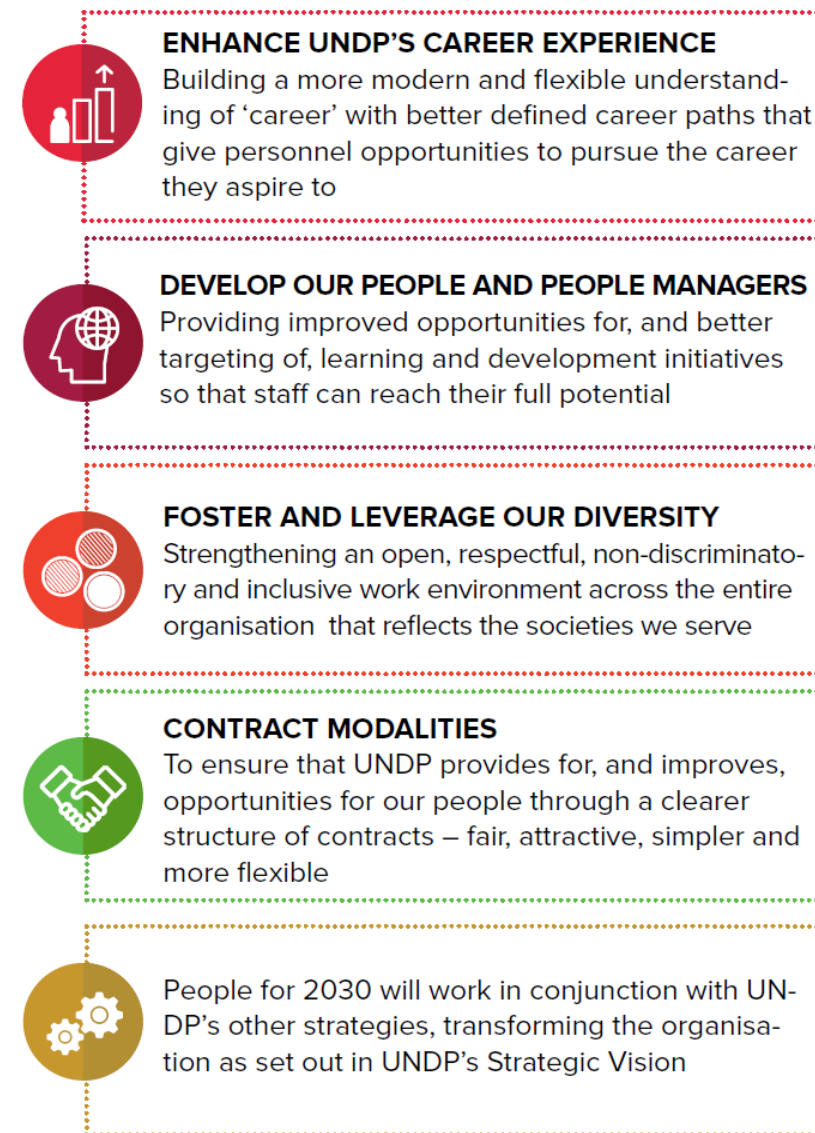 ENHANCE UNDP’S CAREER EXPERIENCE
Building a more modern and flexible understand-
ing of ‘career’ with better defined career paths that
give personnel opportunities to pursue the career
they aspire to
DEVELOP OUR PEOPLE AND PEOPLE MANAGERS
Providing improved opportunities for, and better
targeting of, learning and development initiatives
so that staff can reach their full potential
FOSTER AND LEVERAGE OUR DIVERSITY
Strengthening an open, respectful, non-discriminato-
ry and inclusive work environment across the entire
organisation  that reflects the societies we serve
CONTRACT MODALITIES
To ensure that UNDP provides for, and improves,
opportunities for our people through a clearer
structure of contracts – fair, attractive, simpler and
more flexible
People for 2030 will work in conjunction with UN-
DP’s other strategies, transforming the organisa-
tion as set out in UNDP’s Strategic Vision